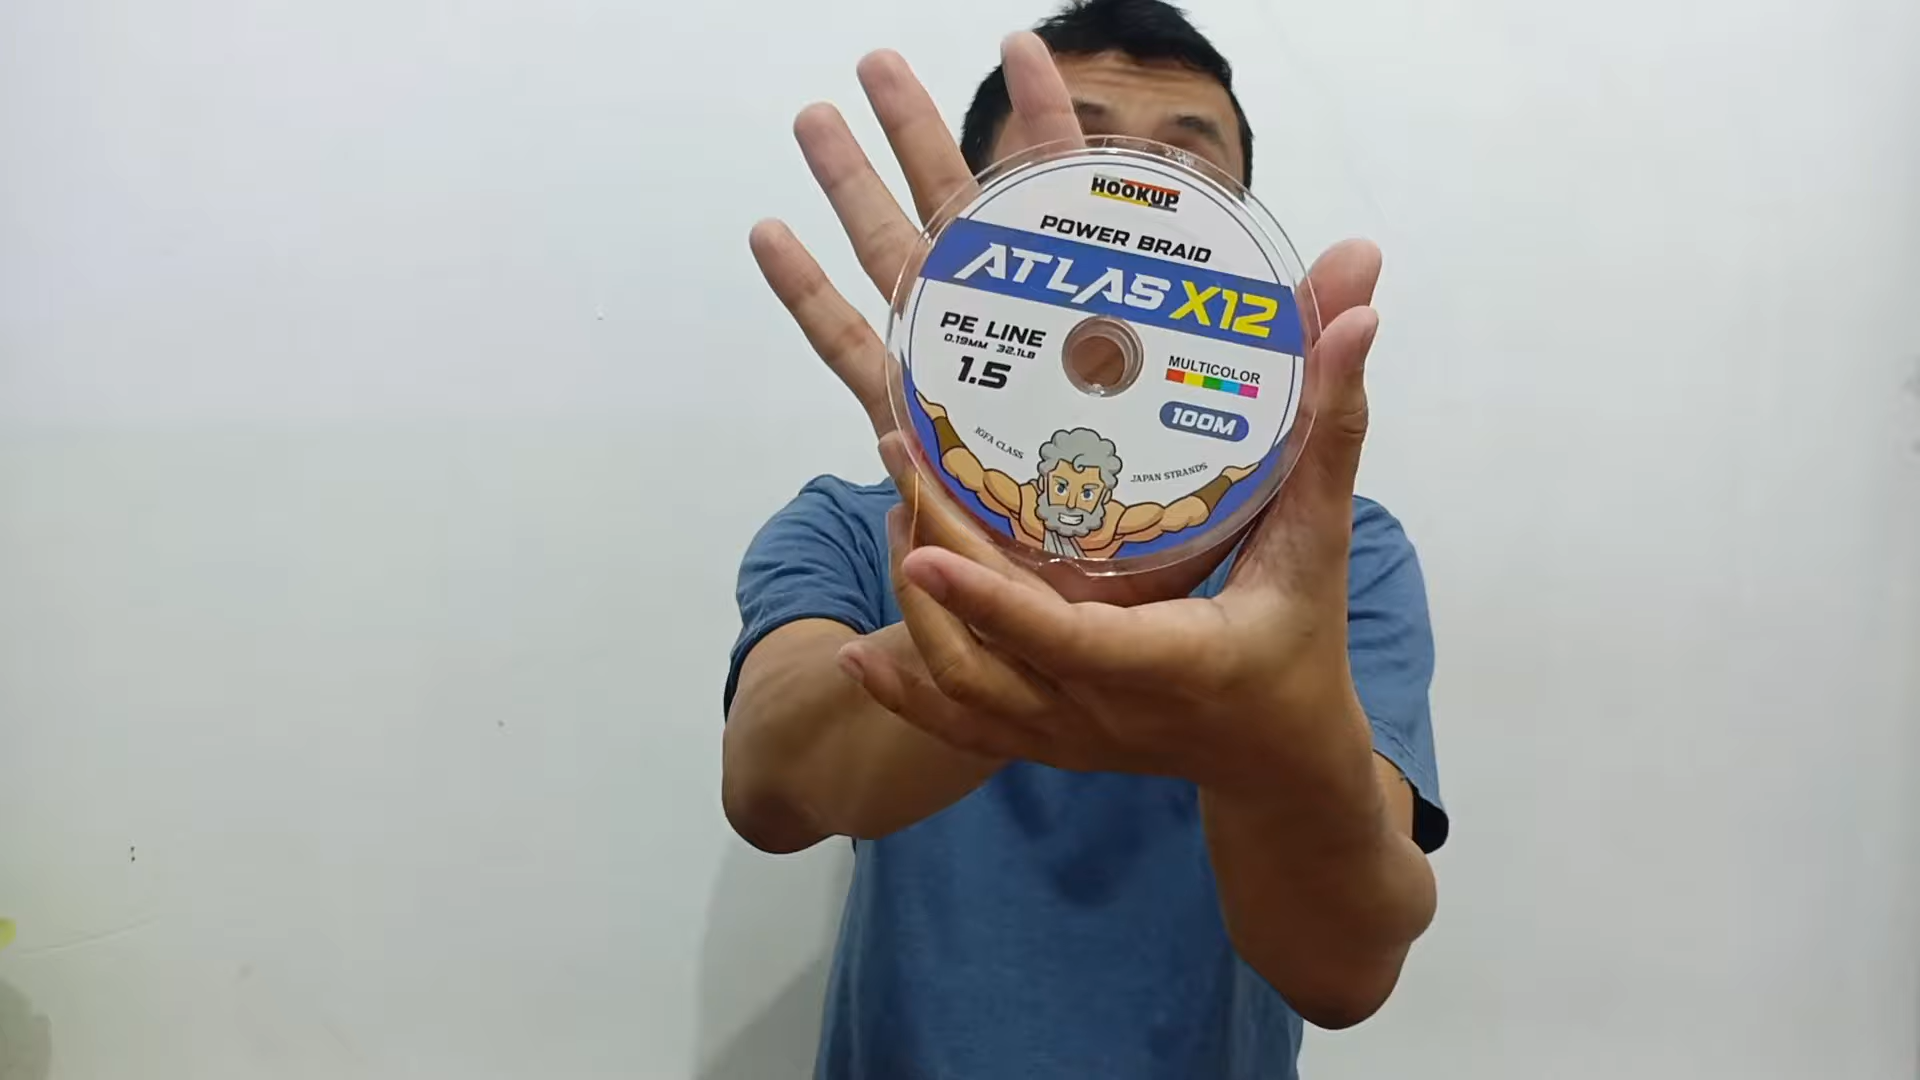 HOOKUP
POWER BRAID
ATLAS X12
PE LINE
0.19MM 32.1LB
1.5
MULTICOLOR
100M
IGFA CLASS
JAPAN STRANDS